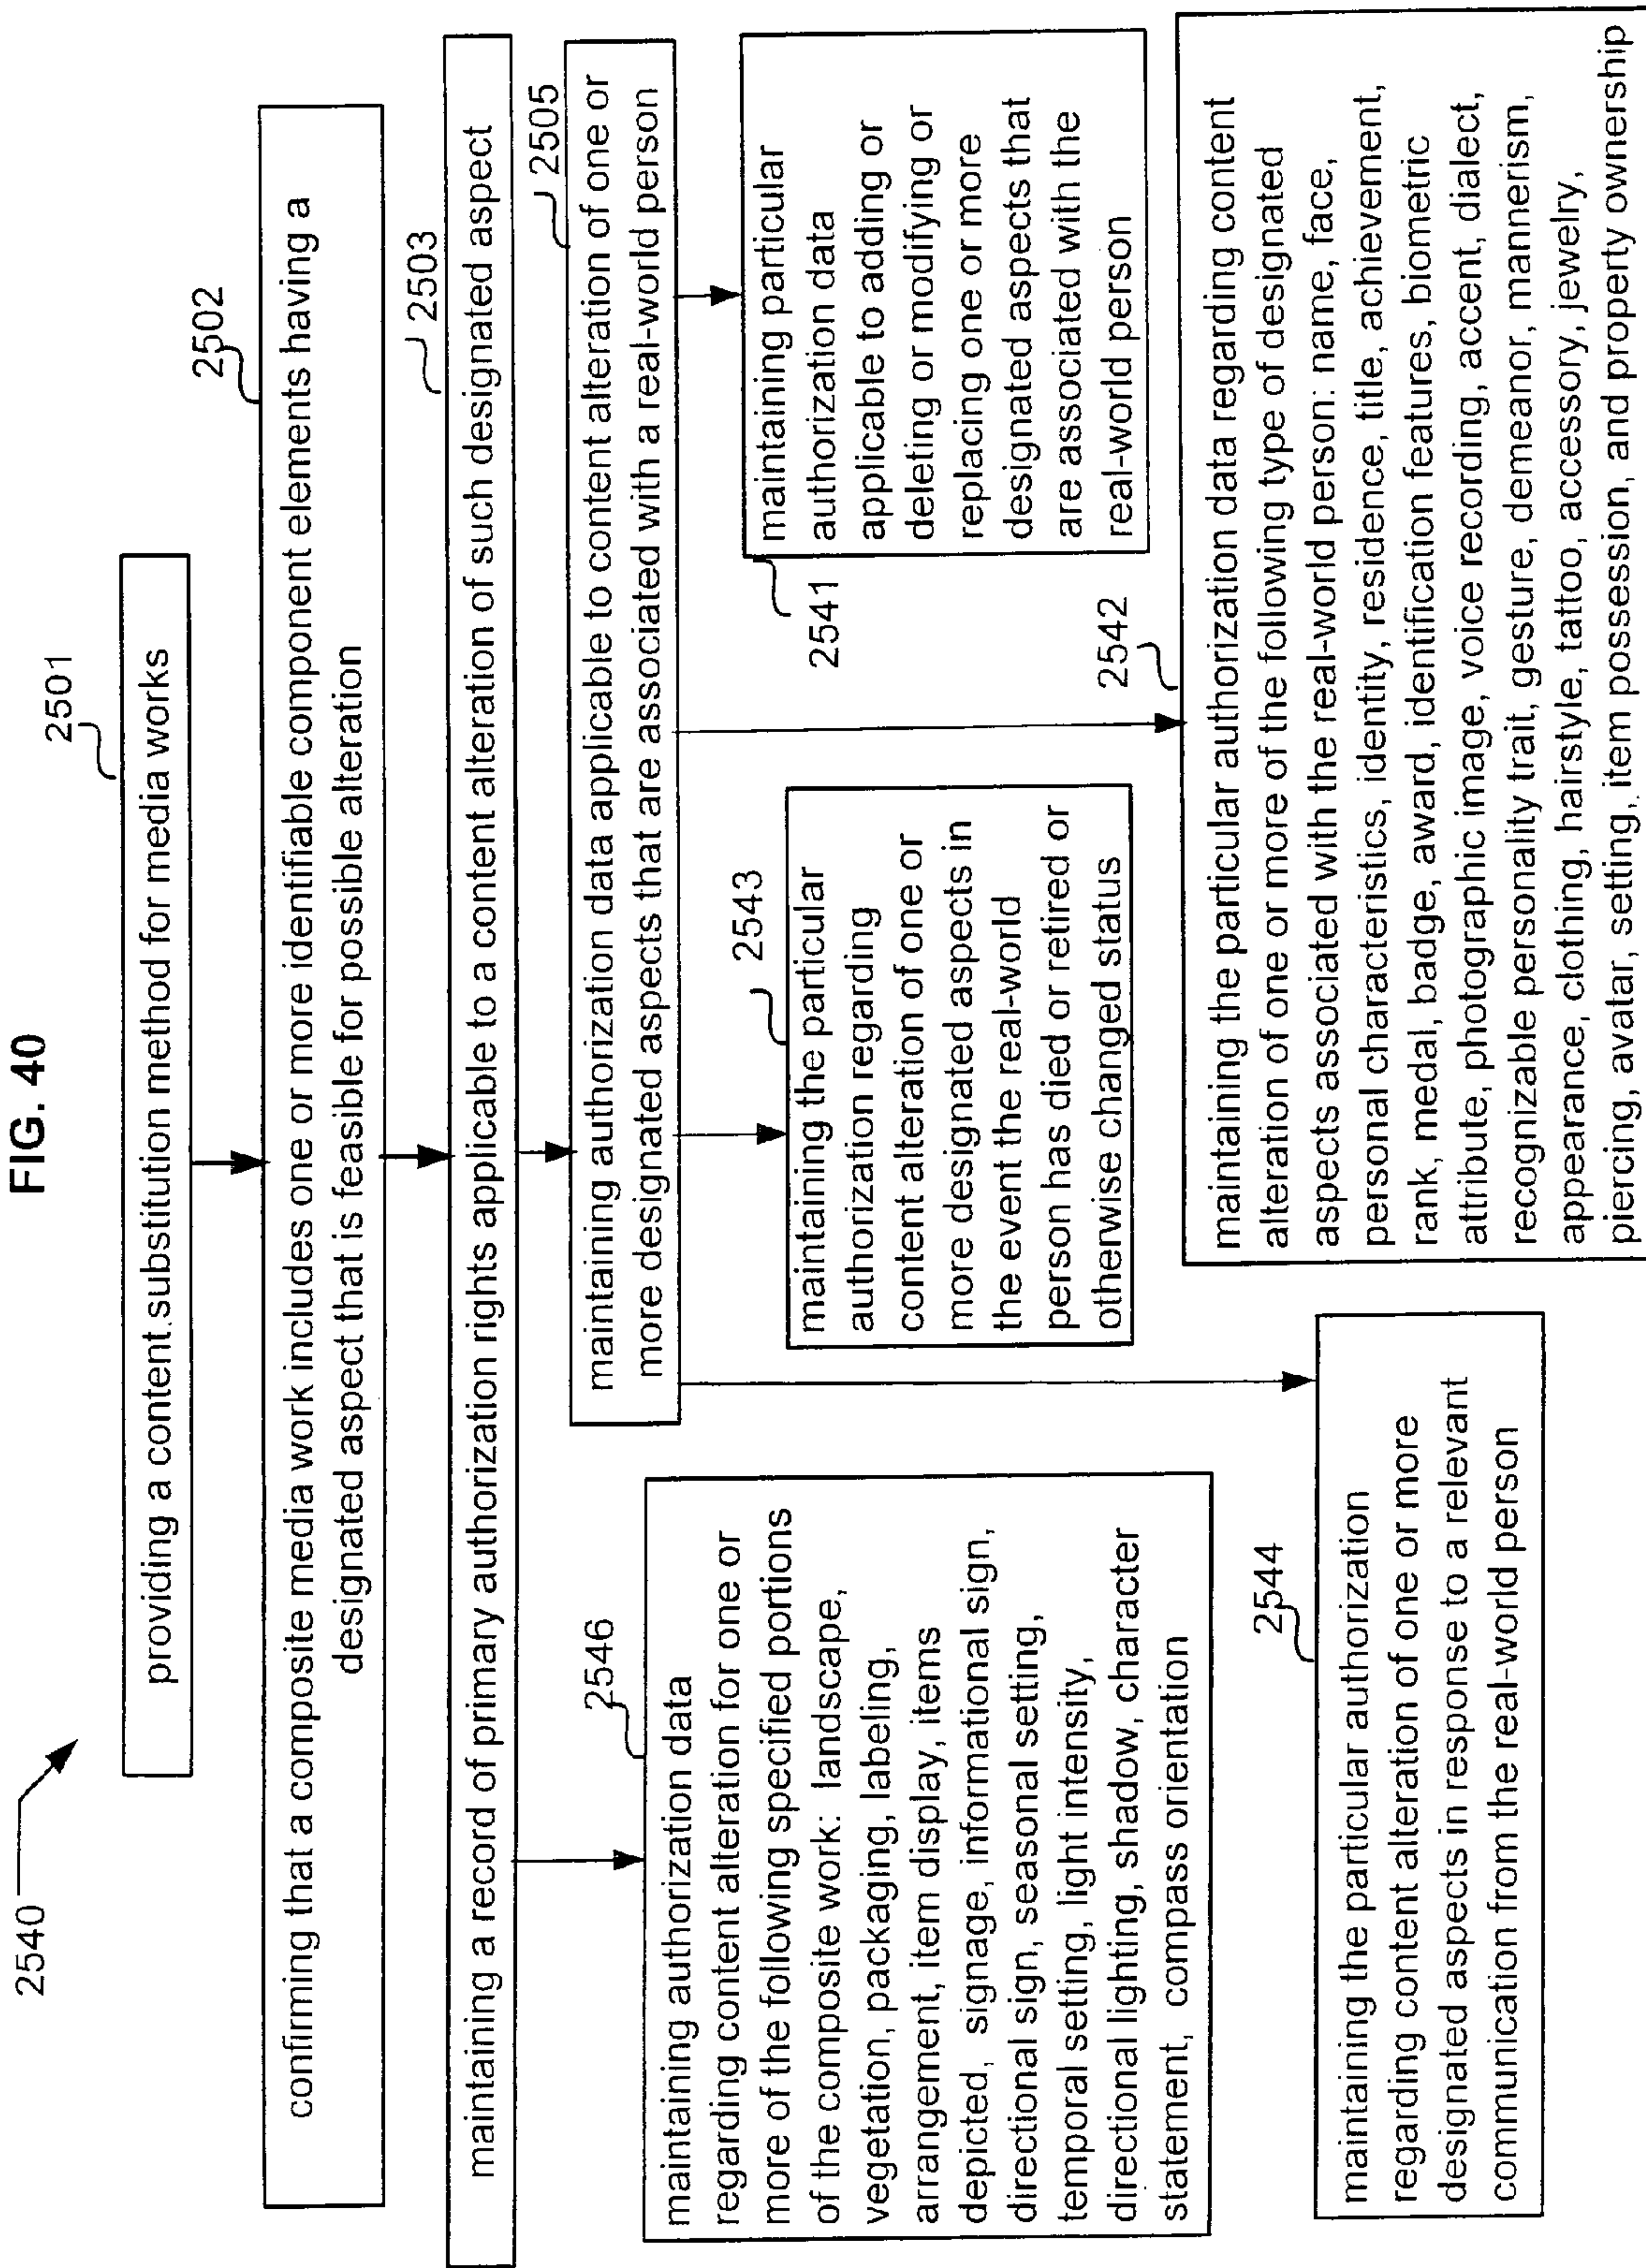 FIG. 40
2540
2501
providing a content substitution method for media works
2502
confirming that a composite media work includes one or more identifiable component elements having a
designated aspect that is feasible for possible alteration
2503
maintaining a record of primary authorization rights applicable to a content alteration of such designated aspect
2505
maintaining authorization data applicable to content alteration of one or
more designated aspects that are associated with a real-world person
2546
maintaining authorization data
regarding content alteration for one or
more of the following specified portions
of the composite work: landscape,
vegetation, packaging, labeling,
arrangement, item display, items
depicted, signage, informational sign,
directional sign, seasonal setting,
temporal setting, light intensity,
directional lighting, shadow, character
statement, compass orientation
2543
maintaining the particular
authorization regarding
content alteration of one or
more designated aspects in
the event the real-world
person has died or retired or
otherwise changed status
2541
maintaining particular
authorization data
applicable to adding or
deleting or modifying or
replacing one or more
designated aspects that
are associated with the
real-world person
2544
maintaining the particular authorization
regarding content alteration of one or more
designated aspects in response to a relevant
communication from the real-world person
2542
maintaining the particular authorization data regarding content
alteration of one or more of the following type of designated
aspects associated with the real-world person: name, face,
personal characteristics, identity, residence, title, achievement,
rank, medal, badge, award, identification features, biometric
attribute, photographic image, voice recording, accent, dialect,
recognizable personality trait, gesture, demeanor, mannerism,
appearance, clothing, hairstyle, tattoo, accessory, jewelry,
piercing, avatar, setting, item possession, and property ownership